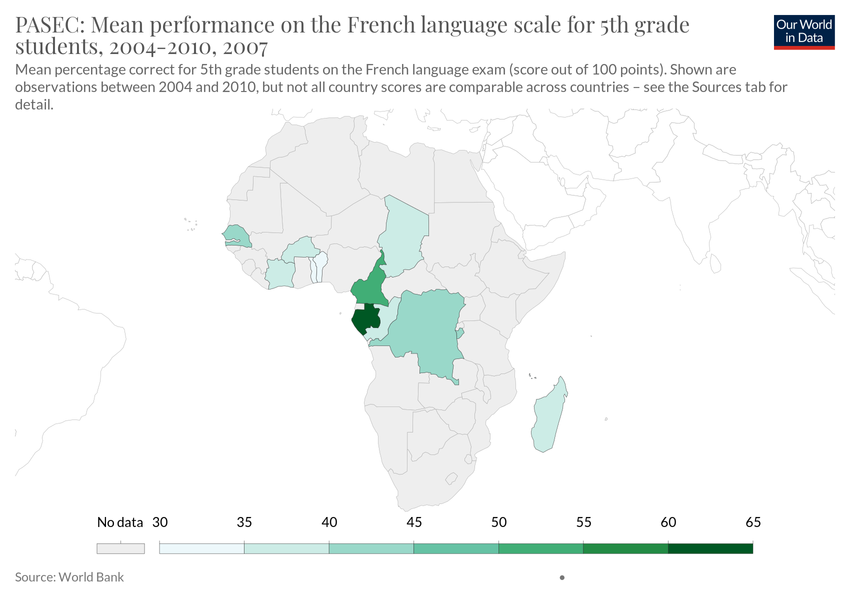 PASEC: Mean performance on the French language scale for 5th grade
students, 2004-2010, 2007
Our World
in Data
Mean percentage correct for 5th grade students on the French language exam (score out of 100 points). Shown are
observations between 2004 and 2010, but not all country scores are comparable across countries – see the Sources tab for
detail.
No data 30 35 40 45 50 55 60 65
Source: World Bank